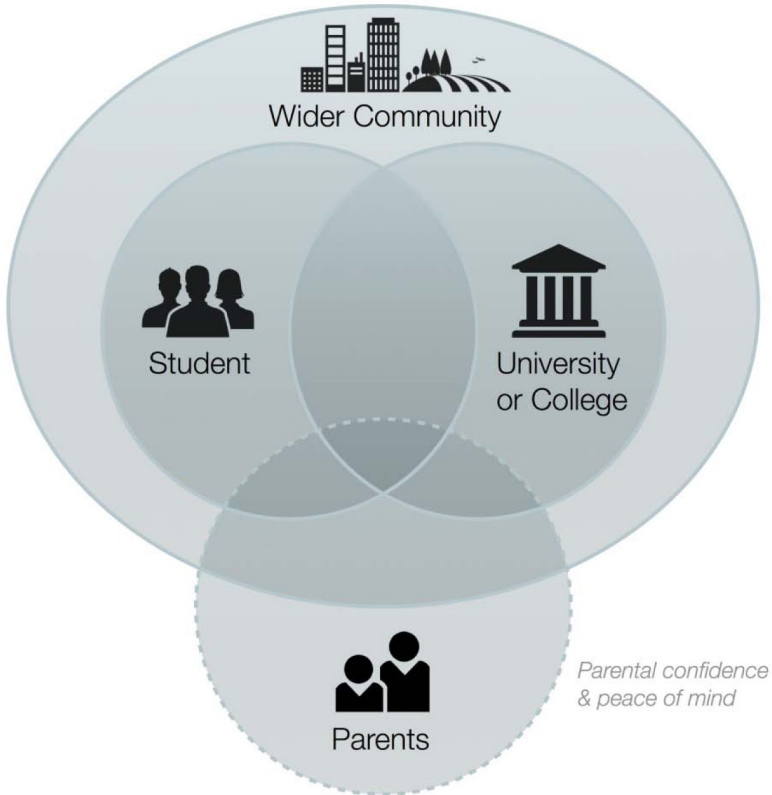 Wider Community
Student
University
or College
Parental confidence
& peace of mind
Parents